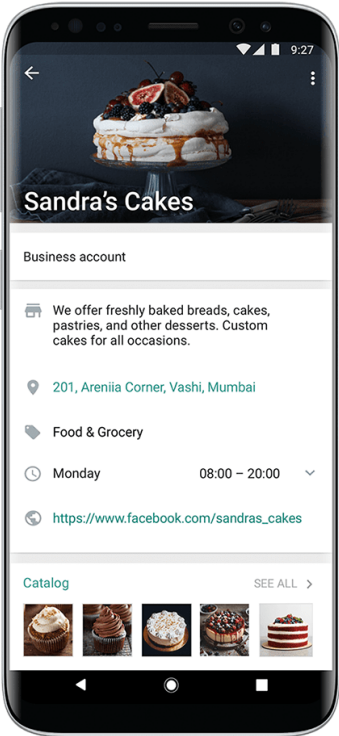 9:27
Sandra's Cakes
Business account
We offer freshly baked breads, cakes,
pastries, and other desserts. Custom
cakes for all occasions.
201, Areniia Corner, Vashi, Mumbai
Food & Grocery
Monday 08:00 – 20:00
https://www.facebook.com/sandras_cakes
Catalog SEE ALL